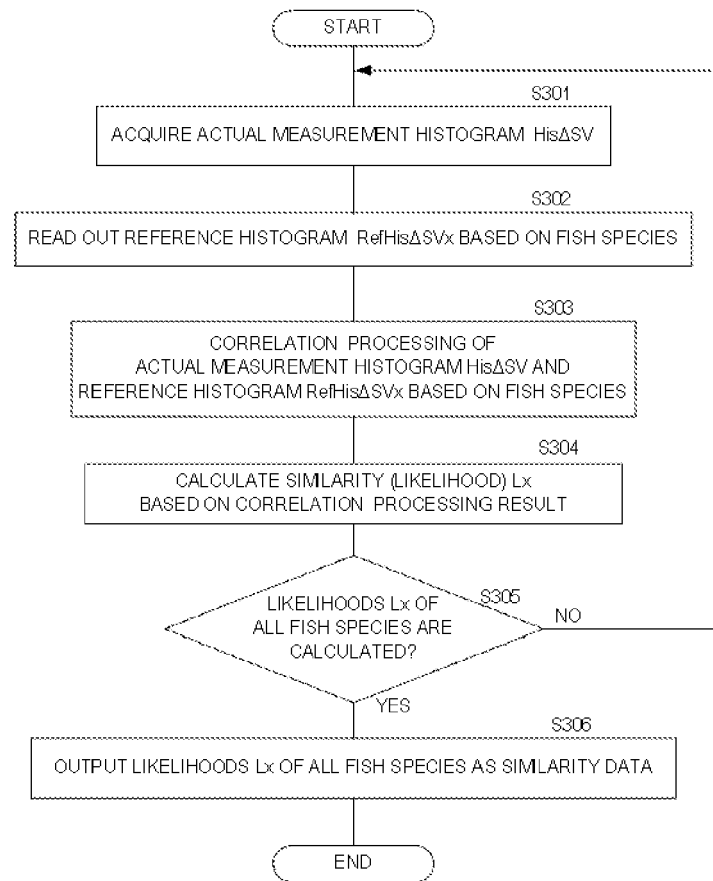 START
S301
ACQUIRE ACTUAL MEASUREMENT HISTOGRAM HisΔSV
S302
READ OUT REFERENCE HISTOGRAM RefHisΔSVx BASED ON FISH SPECIES
S303
CORRELATION PROCESSING OF
ACTUAL MEASUREMENT HISTOGRAM HisΔSV AND
REFERENCE HISTOGRAM RefHisΔSVx BASED ON FISH SPECIES
S304
CALCULATE SIMILARITY (LIKELIHOOD) Lx
BASED ON CORRELATION PROCESSING RESULT
S305
LIKELIHOODS Lx OF
ALL FISH SPECIES ARE
CALCULATED?
NO
YES
S306
OUTPUT LIKELIHOODS Lx OF ALL FISH SPECIES AS SIMILARITY DATA
END